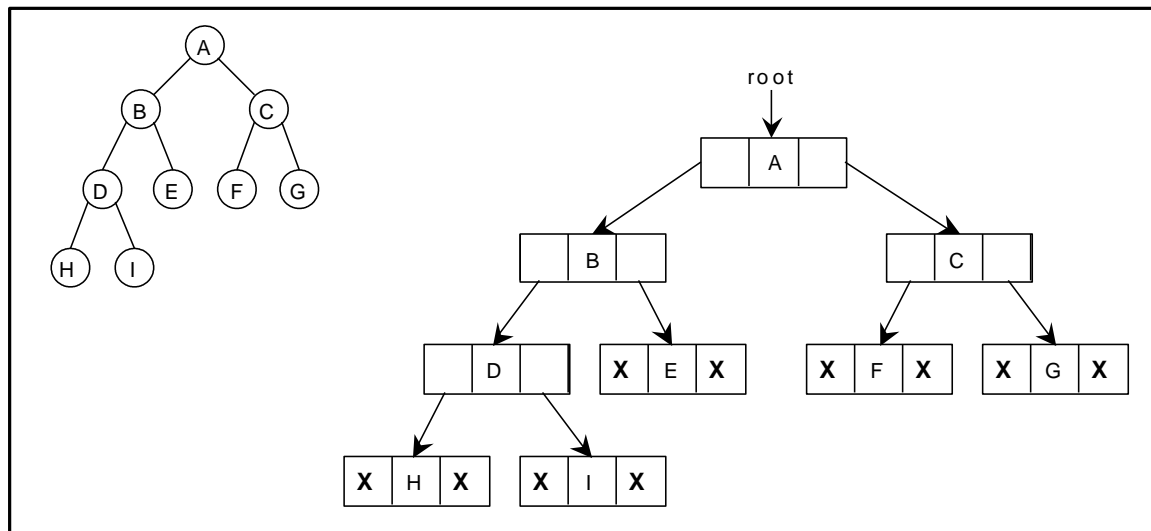 A
B C
D E F G
H I
root
A
B C
D X E X X F X X G X
X H X X I X